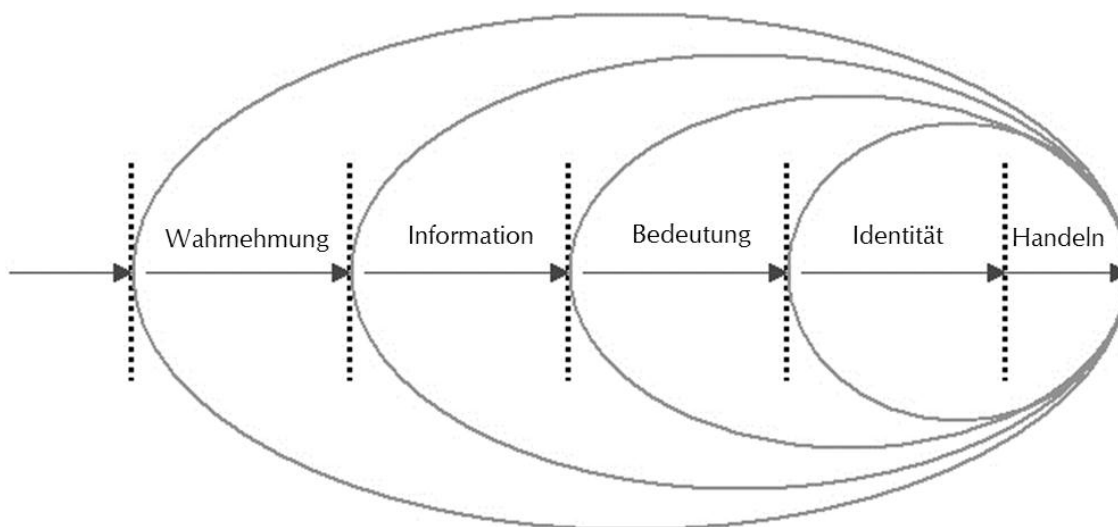 Wahrnehmung
Information
Bedeutung
Identität
Handeln